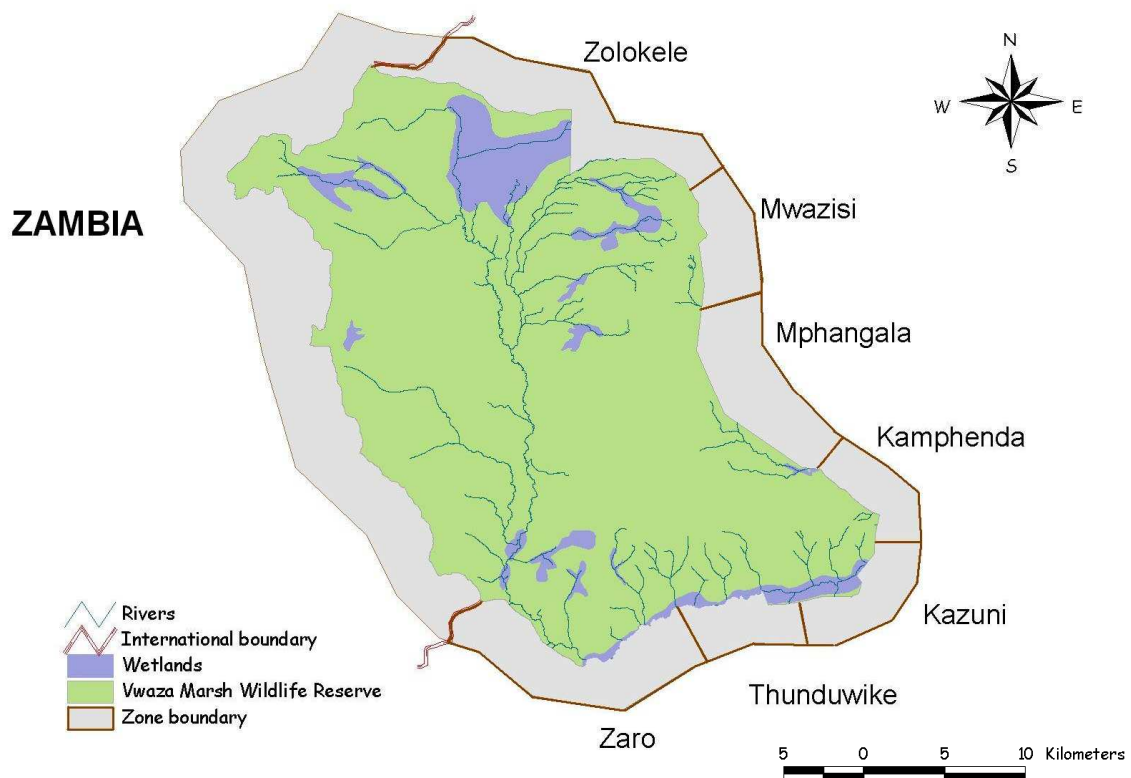 Zolokele
N
W
E
S
Mwazisi
ZAMBIA
Mphangala
Kamphenda
Rivers
International boundary
Wetlands
Vwaza Marsh Wildlife Reserve
Zone boundary
Kazuni
Thunduwike
Zaro
5 0 5 10 Kilometers